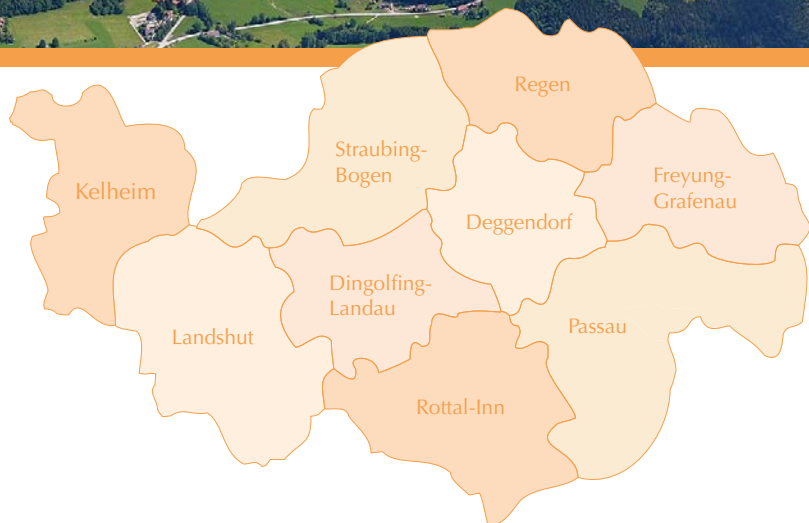 Regen
Straubing-
Bogen
Freyung-
Grafenau
Kelheim
Deggendorf
Dingolfing-
Landau
Passau
Landshut
Rottal-Inn